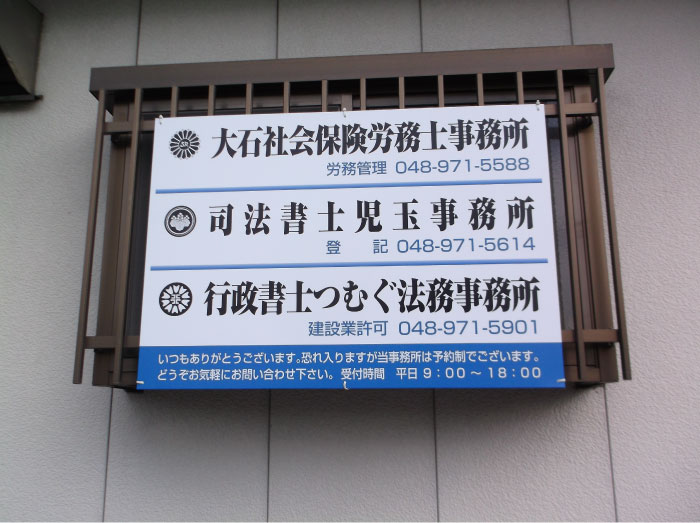 大石社会保険労務士事務所
労務管理 048-971-5588
司法書士児玉事務所
登記 048-971-5614
行政書士つむぐ法務事務所
建設業許可 048-971-5901
いつもありがとうございます。恐れ入りますが当事務所は予約制でございます。
どうぞお気軽にお問い合わせ下さい。 受付時間 平日 9：00～18：00